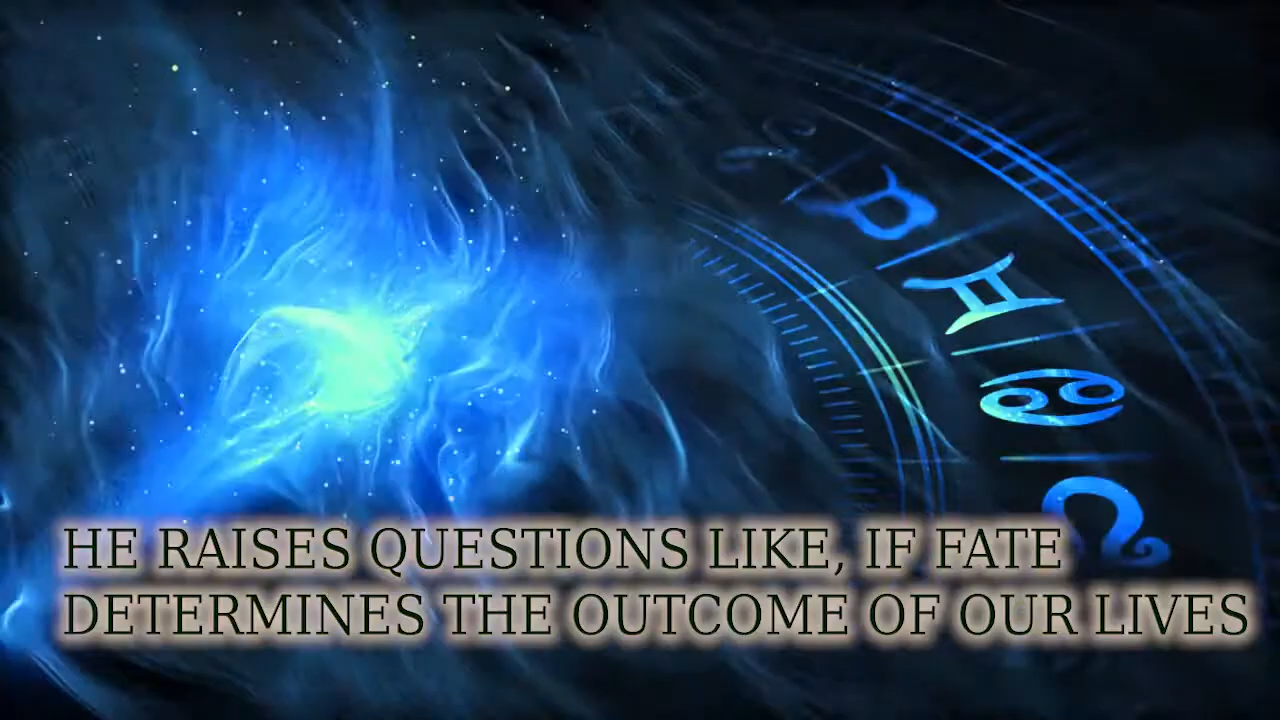 HE RAISES QUESTIONS LIKE, IF FATE
DETERMINES THE OUTCOME OF OUR LIVES